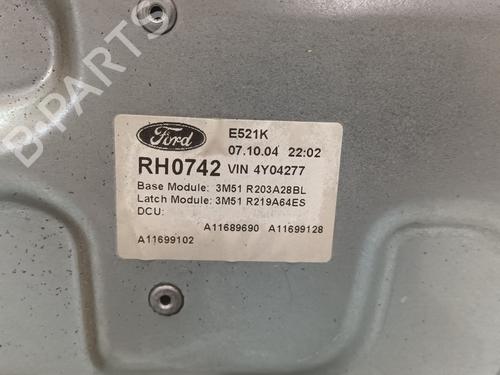 B-PARTS
Ford
E521K
07.10.04 22:02
RH0742 VIN 4Y04277
Base Module: 3M51 R203A28BL
Latch Module: 3M51 R219A64ES
DCU:
A11689690 A11699128
A11699102